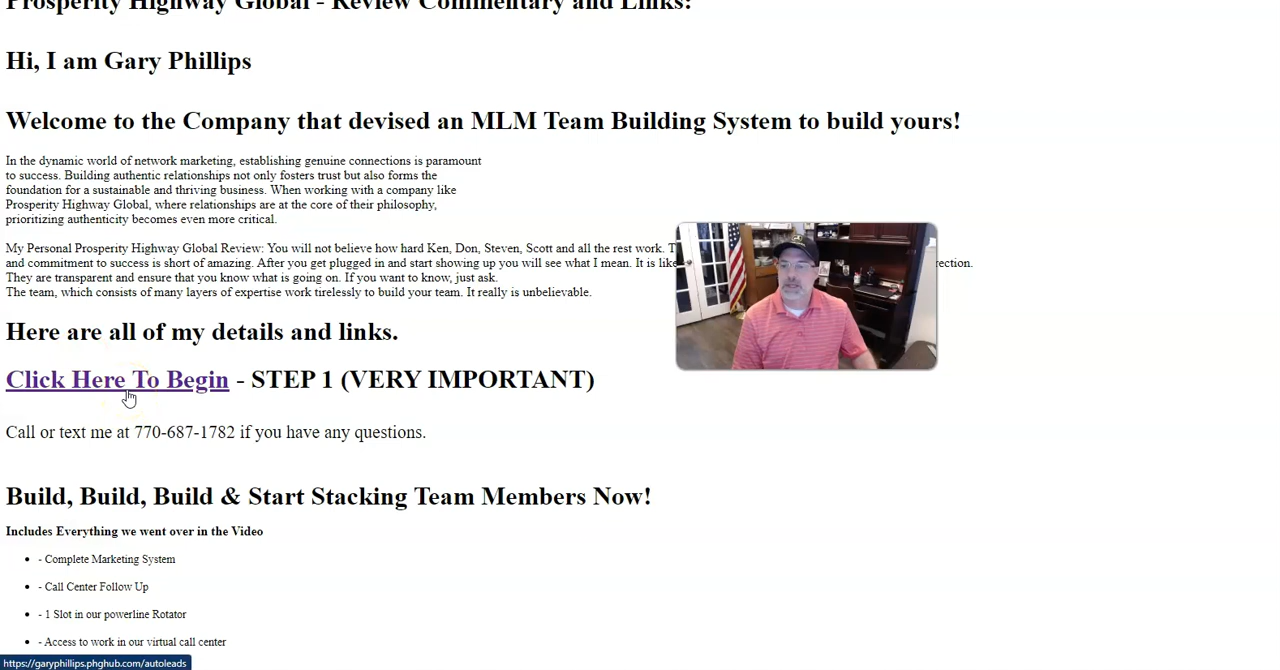 Prosperity Highway Global - Review Commentary and Links:
Hi, I am Gary Phillips
Welcome to the Company that devised an MLM Team Building System to build yours!
In the dynamic world of network marketing, establishing genuine connections is paramount
to success. Building authentic relationships not only fosters trust but also forms the
foundation for a sustainable and thriving business. When working with a company like
Prosperity Highway Global, where relationships are at the core of their philosophy,
prioritizing authenticity becomes even more critical.
My Personal Prosperity Highway Global Review: You will not believe how hard Ken, Don, Steven, Scott and all the rest work.
and commitment to success is short of amazing. After you get plugged in and start showing up you will see what I mean. It is like
They are transparent and ensure that you know what is going on. If you want to know, just ask.
The team, which consists of many layers of expertise work tirelessly to build your team. It really is unbelievable.
Here are all of my details and links.
Click Here To Begin - STEP 1 (VERY IMPORTANT)
Call or text me at 770-687-1782 if you have any questions.
Build, Build, Build & Start Stacking Team Members Now!
Includes Everything we went over in the Video
- Complete Marketing System
- Call Center Follow Up
- 1 Slot in our powerline Rotator
- Access to work in our virtual call center
https://garyphillips.phghub.com/autoleads